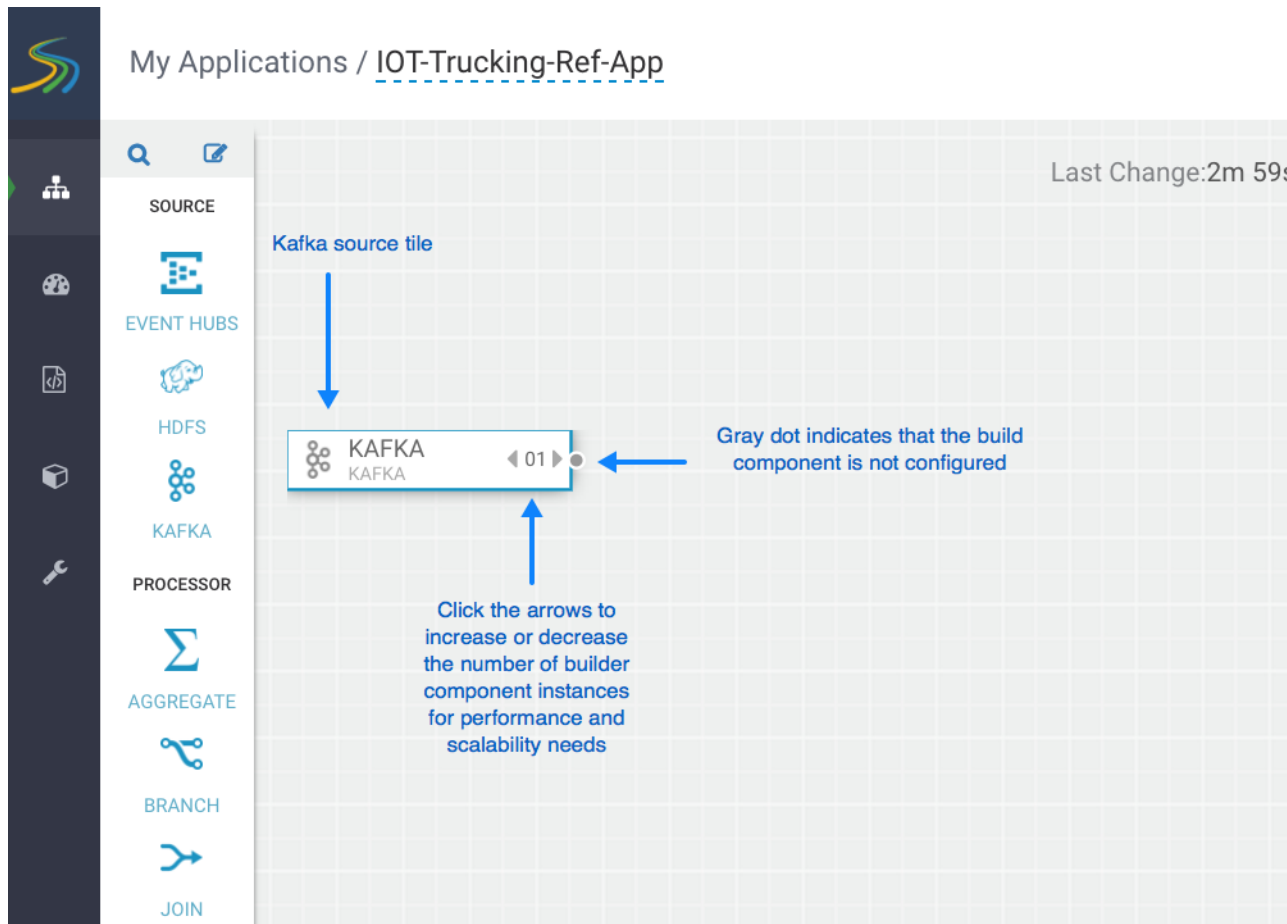 My Applications / IOT-Trucking-Ref-App
Last Change:2m 59s
SOURCE
EVENT HUBS
HDFS
KAFKA
PROCESSOR
AGGREGATE
BRANCH
JOIN
Kafka source tile
KAFKA
KAFKA
01
Gray dot indicates that the build
component is not configured
Click the arrows to
increase or decrease
the number of builder
component instances
for performance and
scalability needs